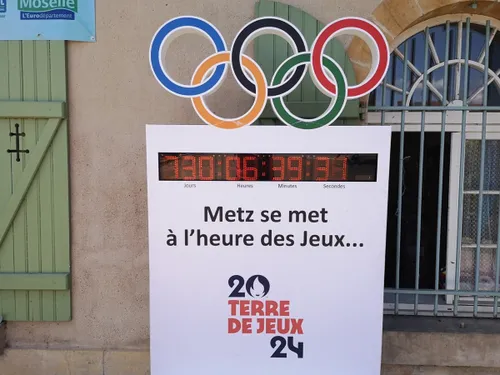 Moselle
L'Eurodépartement
730:06:39:31
Jours Heures Minutes Secondes
Metz se met
à l'heure des Jeux...
20
TERRE
DE JEUX
24